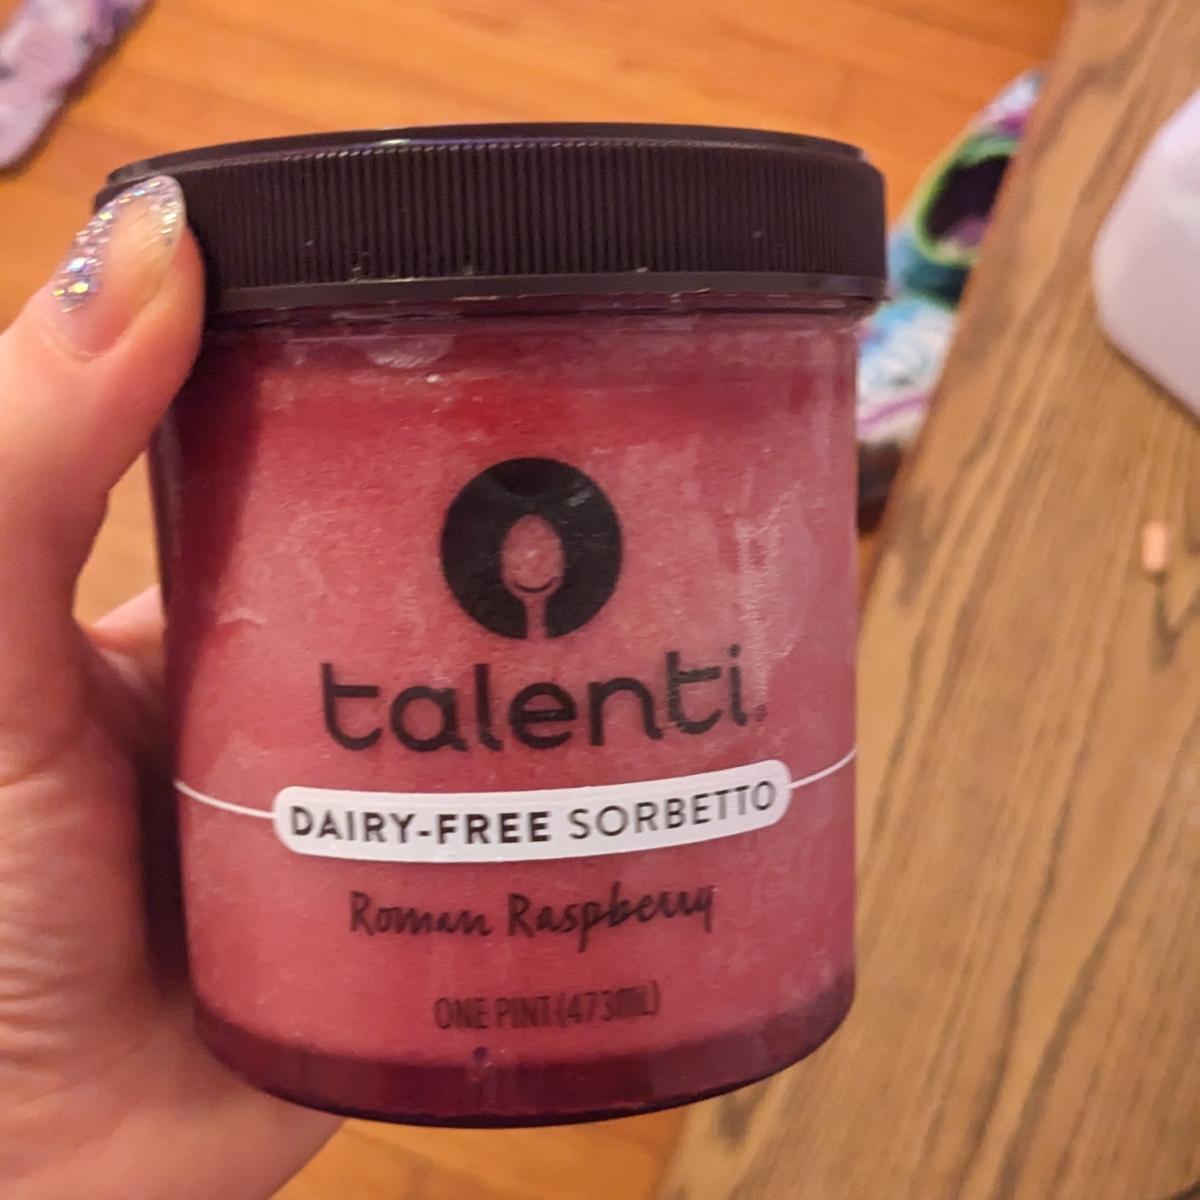 talenti
DAIRY-FREE SORBETTO
Roman Raspberry
ONE PINT (473mL)